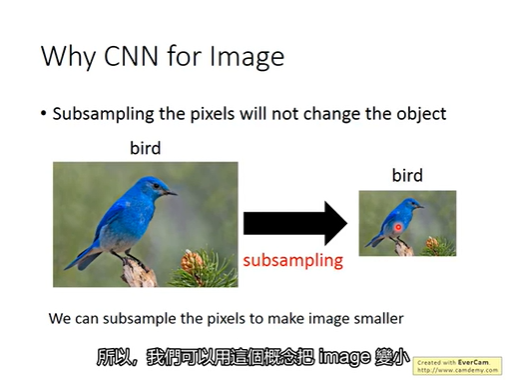 Why CNN for Image
• Subsampling the pixels will not change the object
bird
bird
subsampling
We can subsample the pixels to make image smaller
所以，我們可以用這個概念把 image 變小
Created with EverCam.
http://www.camdemy.com